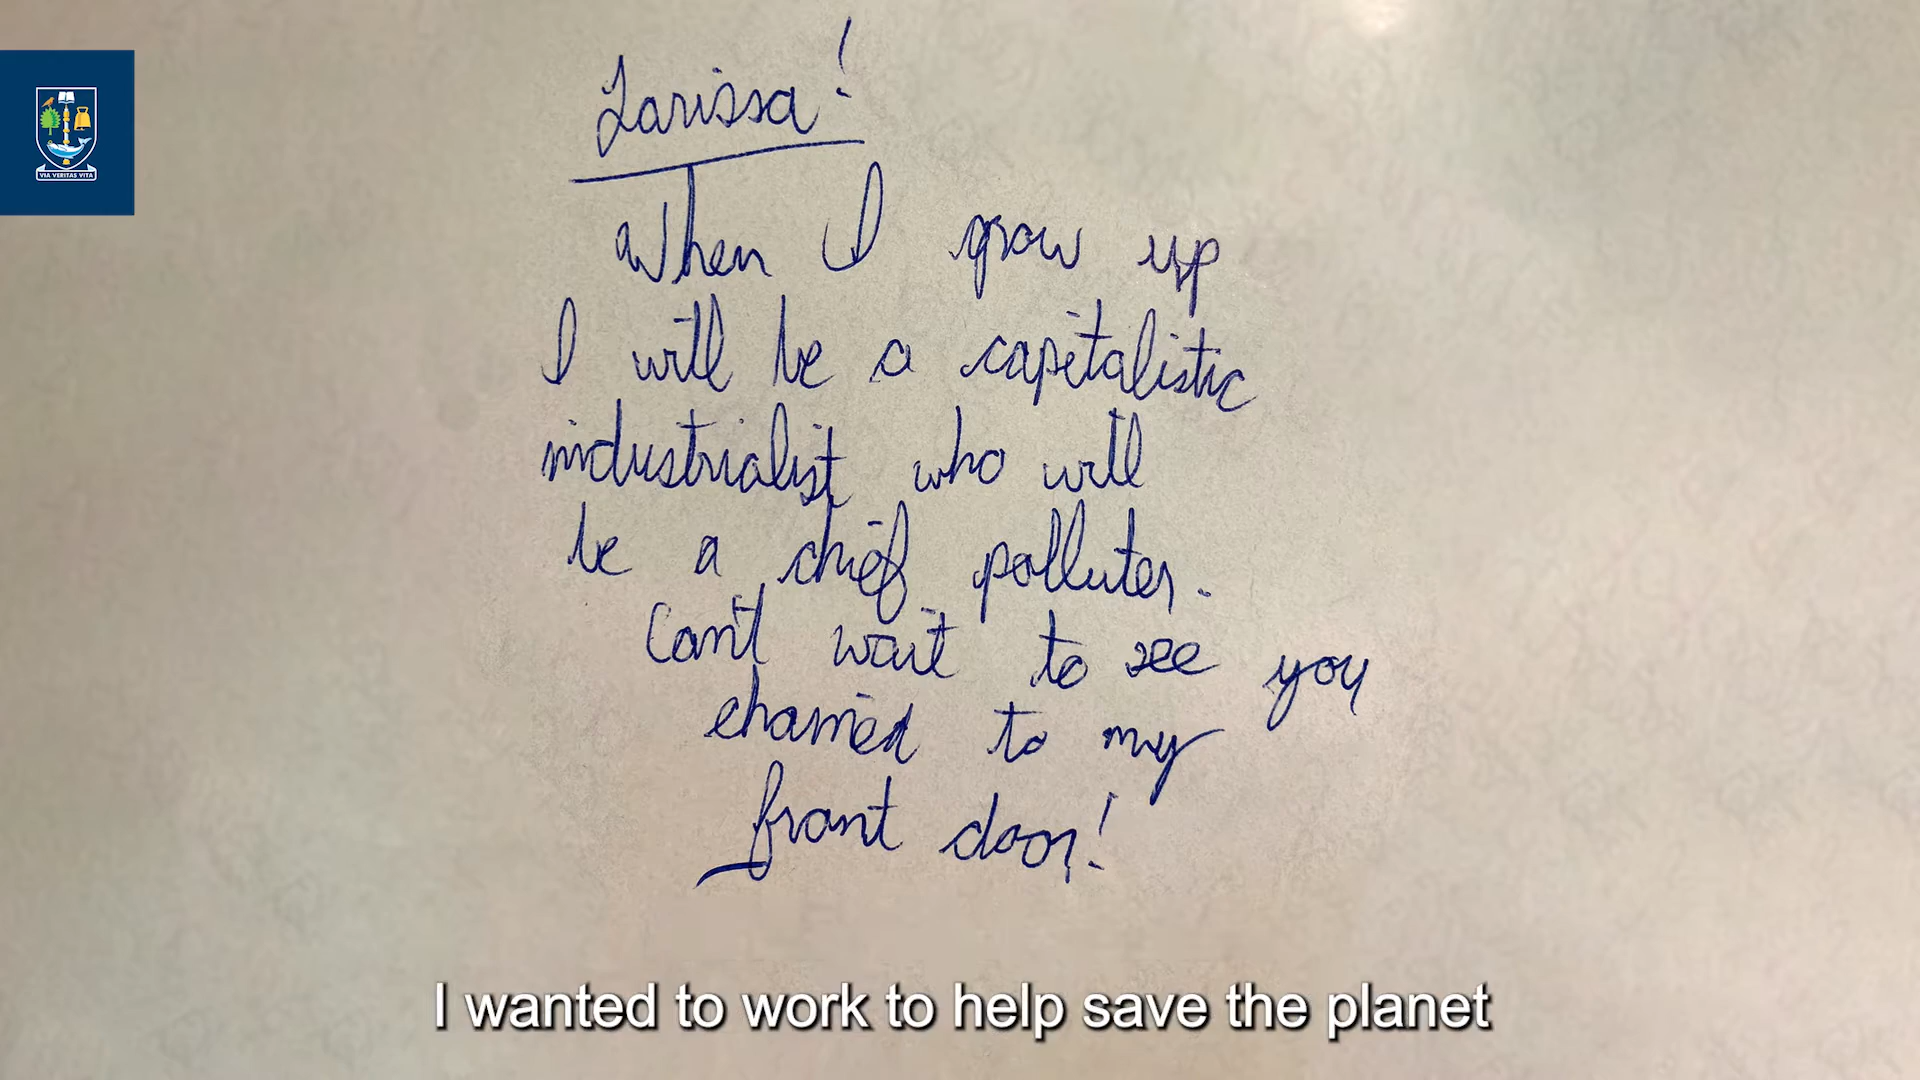 VIA VERITAS VITA
Larissa!
When I grow up
I will be a capitalistic
industrialist who will
be a chief polluter.
Can't wait to see you
chained to my
front door!
I wanted to work to help save the planet